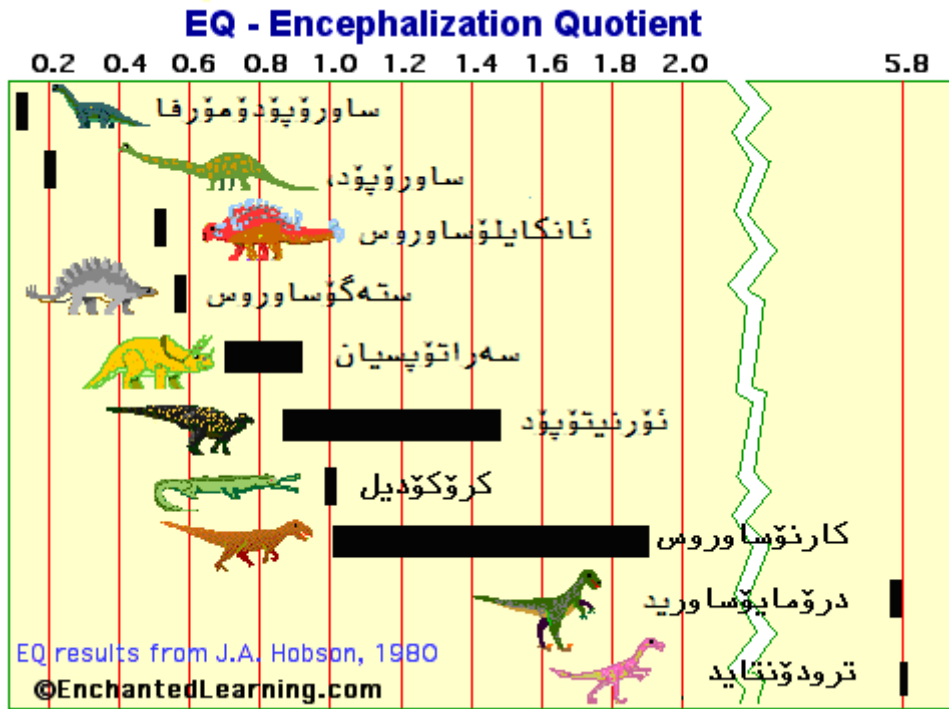 EQ - Encephalization Quotient
0.2 0.4 0.6 0.8 1.0 1.2 1.4 1.6 1.8 2.0 5.8
ساورۆپۆدۆمۆرفا
ساورۆپۆد،
ئانکایلۆساوروس
ستەگۆساوروس
سەراتۆپسیان
ئۆرنیتۆپۆد
کرۆکۆدیل
کارنۆساوروس
درۆمایۆساورید
ترودۆنتاید
EQ results from J.A. Hobson, 1980
©EnchantedLearning.com